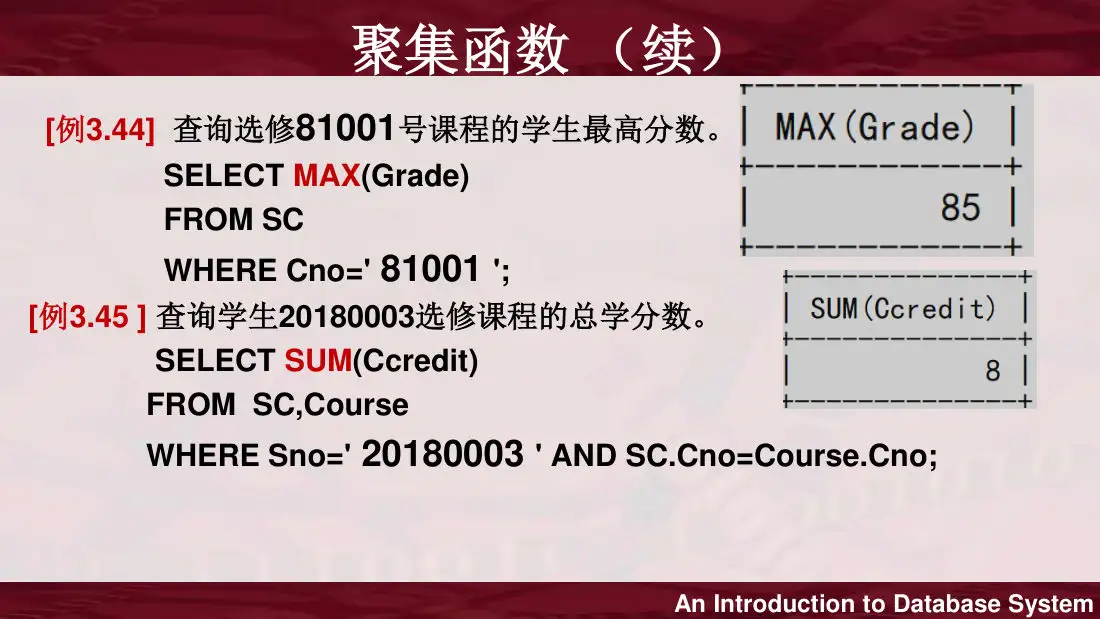 聚集函数 （续）
[例3.44] 查询选修81001号课程的学生最高分数。
SELECT MAX(Grade)
FROM SC
WHERE Cno=' 81001 ';
MAX(Grade)
85
[例3.45 ] 查询学生20180003选修课程的总学分数。
SELECT SUM(Ccredit)
FROM SC,Course
WHERE Sno=' 20180003 ' AND SC.Cno=Course.Cno;
SUM(Ccredit)
8
An Introduction to Database System